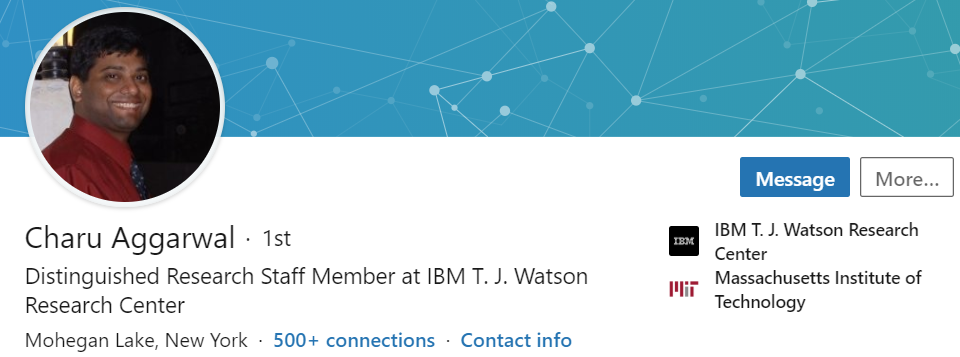 Message
More...
Charu Aggarwal · 1st
IBM
IBM T. J. Watson Research
Center
Distinguished Research Staff Member at IBM T. J. Watson
Research Center
MIT
Massachusetts Institute of
Technology
Mohegan Lake, New York · 500+ connections · Contact info